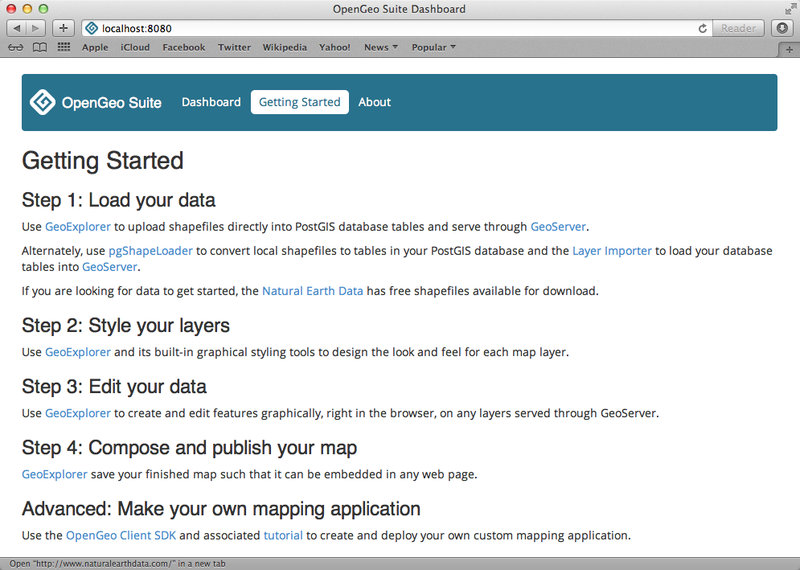 OpenGeo Suite Dashboard
localhost:8080
Reader
Apple iCloud Facebook Twitter Wikipedia Yahoo! News Popular
OpenGeo Suite Dashboard Getting Started About
Getting Started
Step 1: Load your data
Use GeoExplorer to upload shapefiles directly into PostGIS database tables and serve through GeoServer.
Alternately, use pgShapeLoader to convert local shapefiles to tables in your PostGIS database and the Layer Importer to load your database
tables into GeoServer.
If you are looking for data to get started, the Natural Earth Data has free shapefiles available for download.
Step 2: Style your layers
Use GeoExplorer and its built-in graphical styling tools to design the look and feel for each map layer.
Step 3: Edit your data
Use GeoExplorer to create and edit features graphically, right in the browser, on any layers served through GeoServer.
Step 4: Compose and publish your map
GeoExplorer save your finished map such that it can be embedded in any web page.
Advanced: Make your own mapping application
Use the OpenGeo Client SDK and associated tutorial to create and deploy your own custom mapping application.
Open "http://www.naturalearthdata.com/" in a new tab